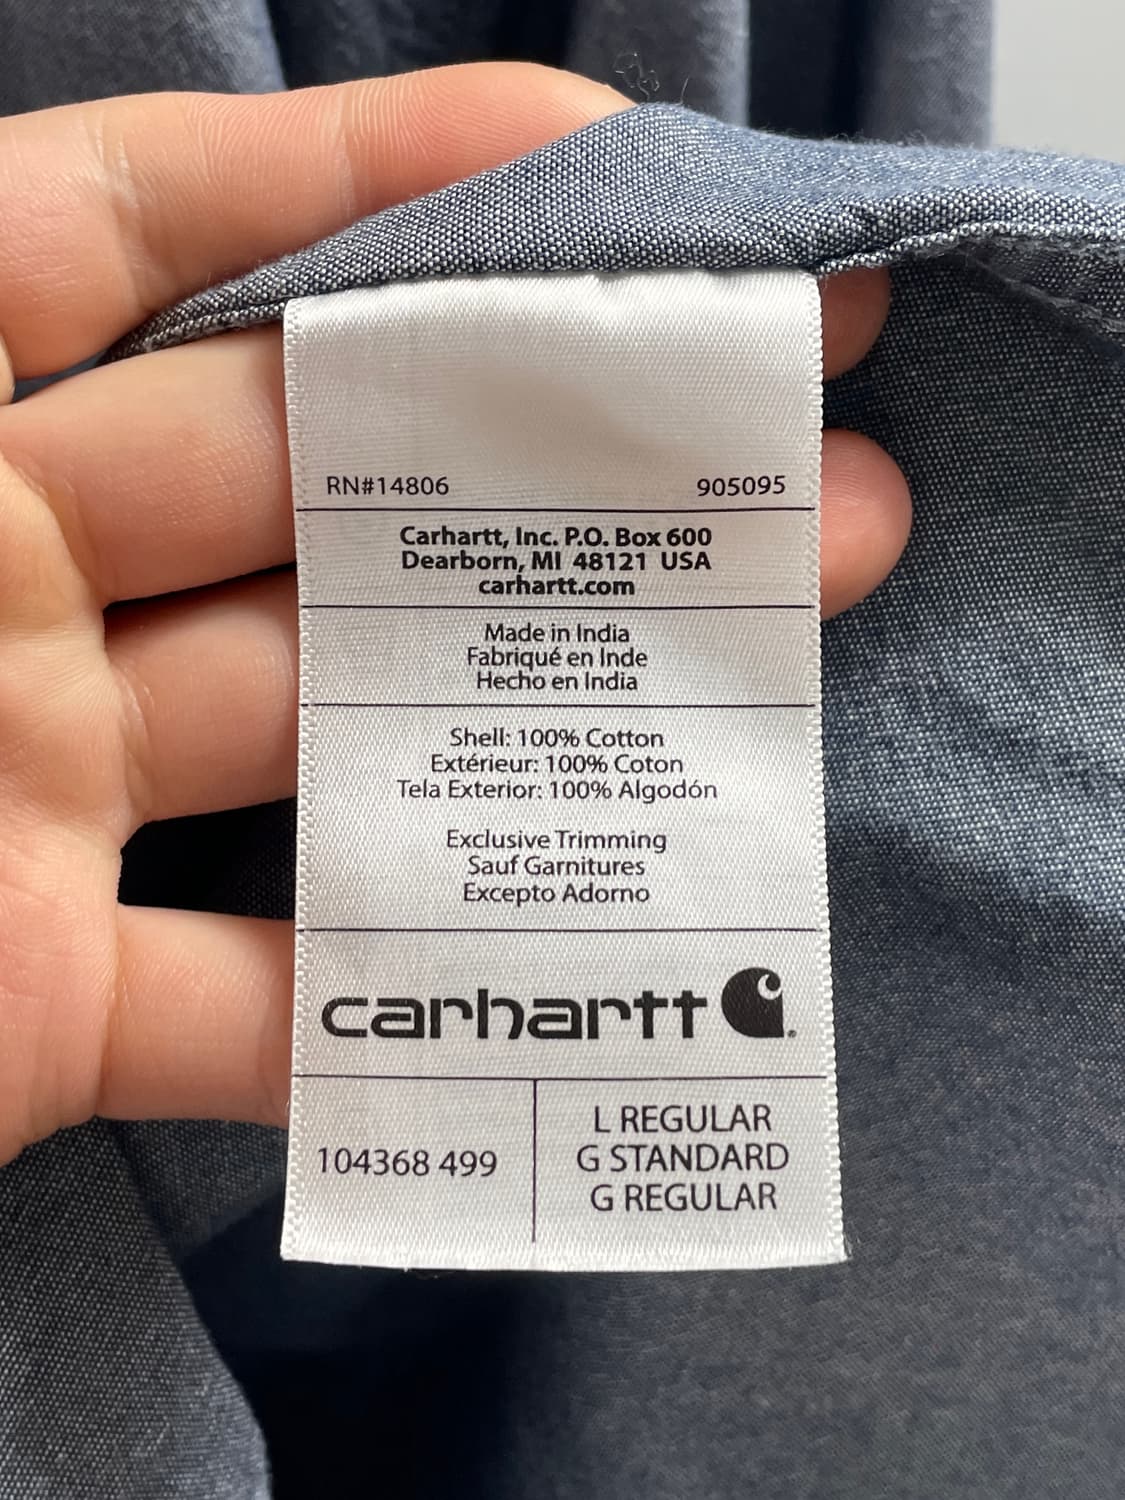 RN#14806 905095
Carhartt, Inc. P.O. Box 600
Dearborn, MI 48121 USA
carhartt.com
Made in India
Fabriqué en Inde
Hecho en India
Shell: 100% Cotton
Extérieur: 100% Coton
Tela Exterior: 100% Algodón
Exclusive Trimming
Sauf Garnitures
Excepto Adorno
carhartt
104368 499
L REGULAR
G STANDARD
G REGULAR